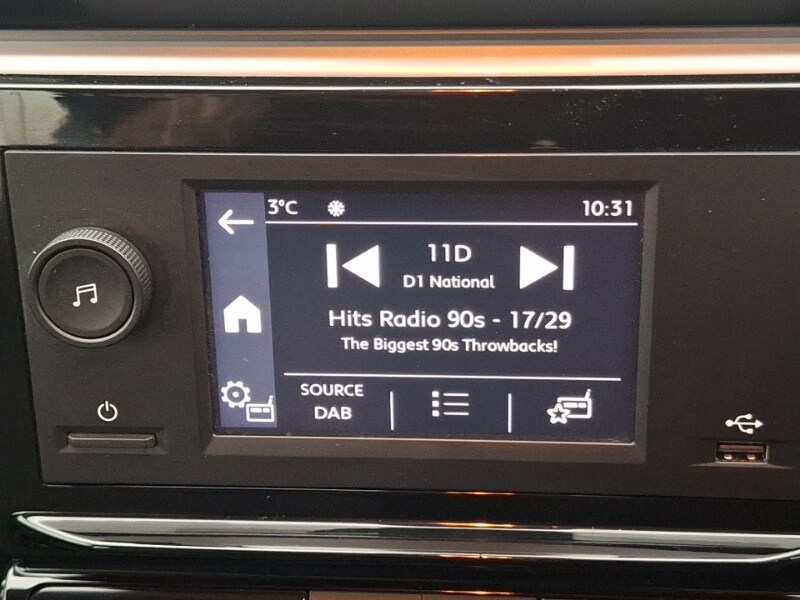 3°C 10:31
11D
D1 National
Hits Radio 90s - 17/29
The Biggest 90s Throwbacks!
SOURCE
DAB